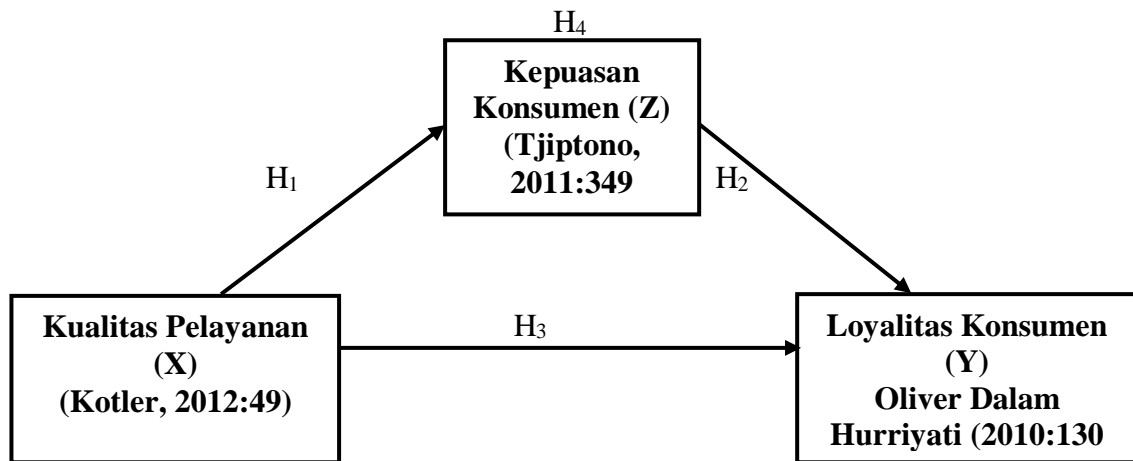 H₄
Kepuasan
Konsumen (Z)
(Tjiptono,
2011:349
H₁
H₂
Kualitas Pelayanan
(X)
(Kotler, 2012:49)
H₃
Loyalitas Konsumen
(Y)
Oliver Dalam
Hurriyati (2010:130